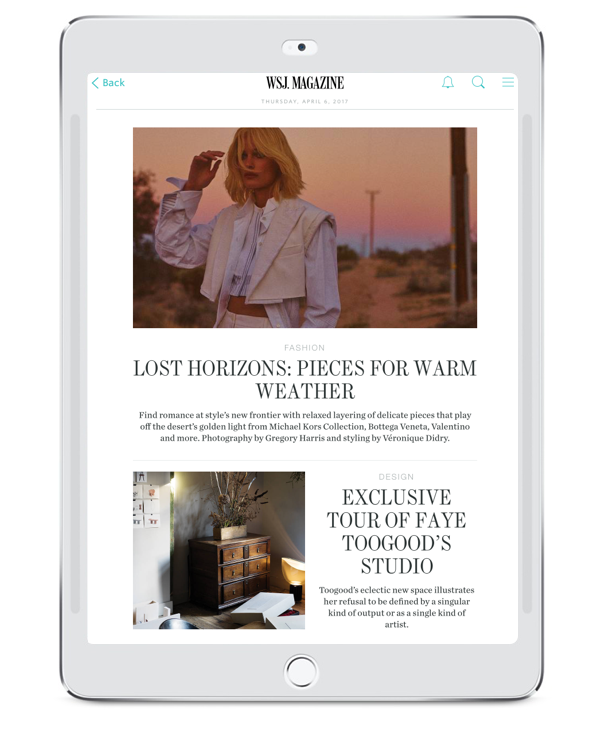 Back
WSJ. MAGAZINE
THURSDAY, APRIL 6, 2017
FASHION
LOST HORIZONS: PIECES FOR WARM
WEATHER
Find romance at style's new frontier with relaxed layering of delicate pieces that play
off the desert's golden light from Michael Kors Collection, Bottega Veneta, Valentino
and more. Photography by Gregory Harris and styling by Véronique Didry.
DESIGN
EXCLUSIVE
TOUR OF FAYE
TOOGOOD'S
STUDIO
Toogood's eclectic new space illustrates
her refusal to be defined by a singular
kind of output or as a single kind of
artist.